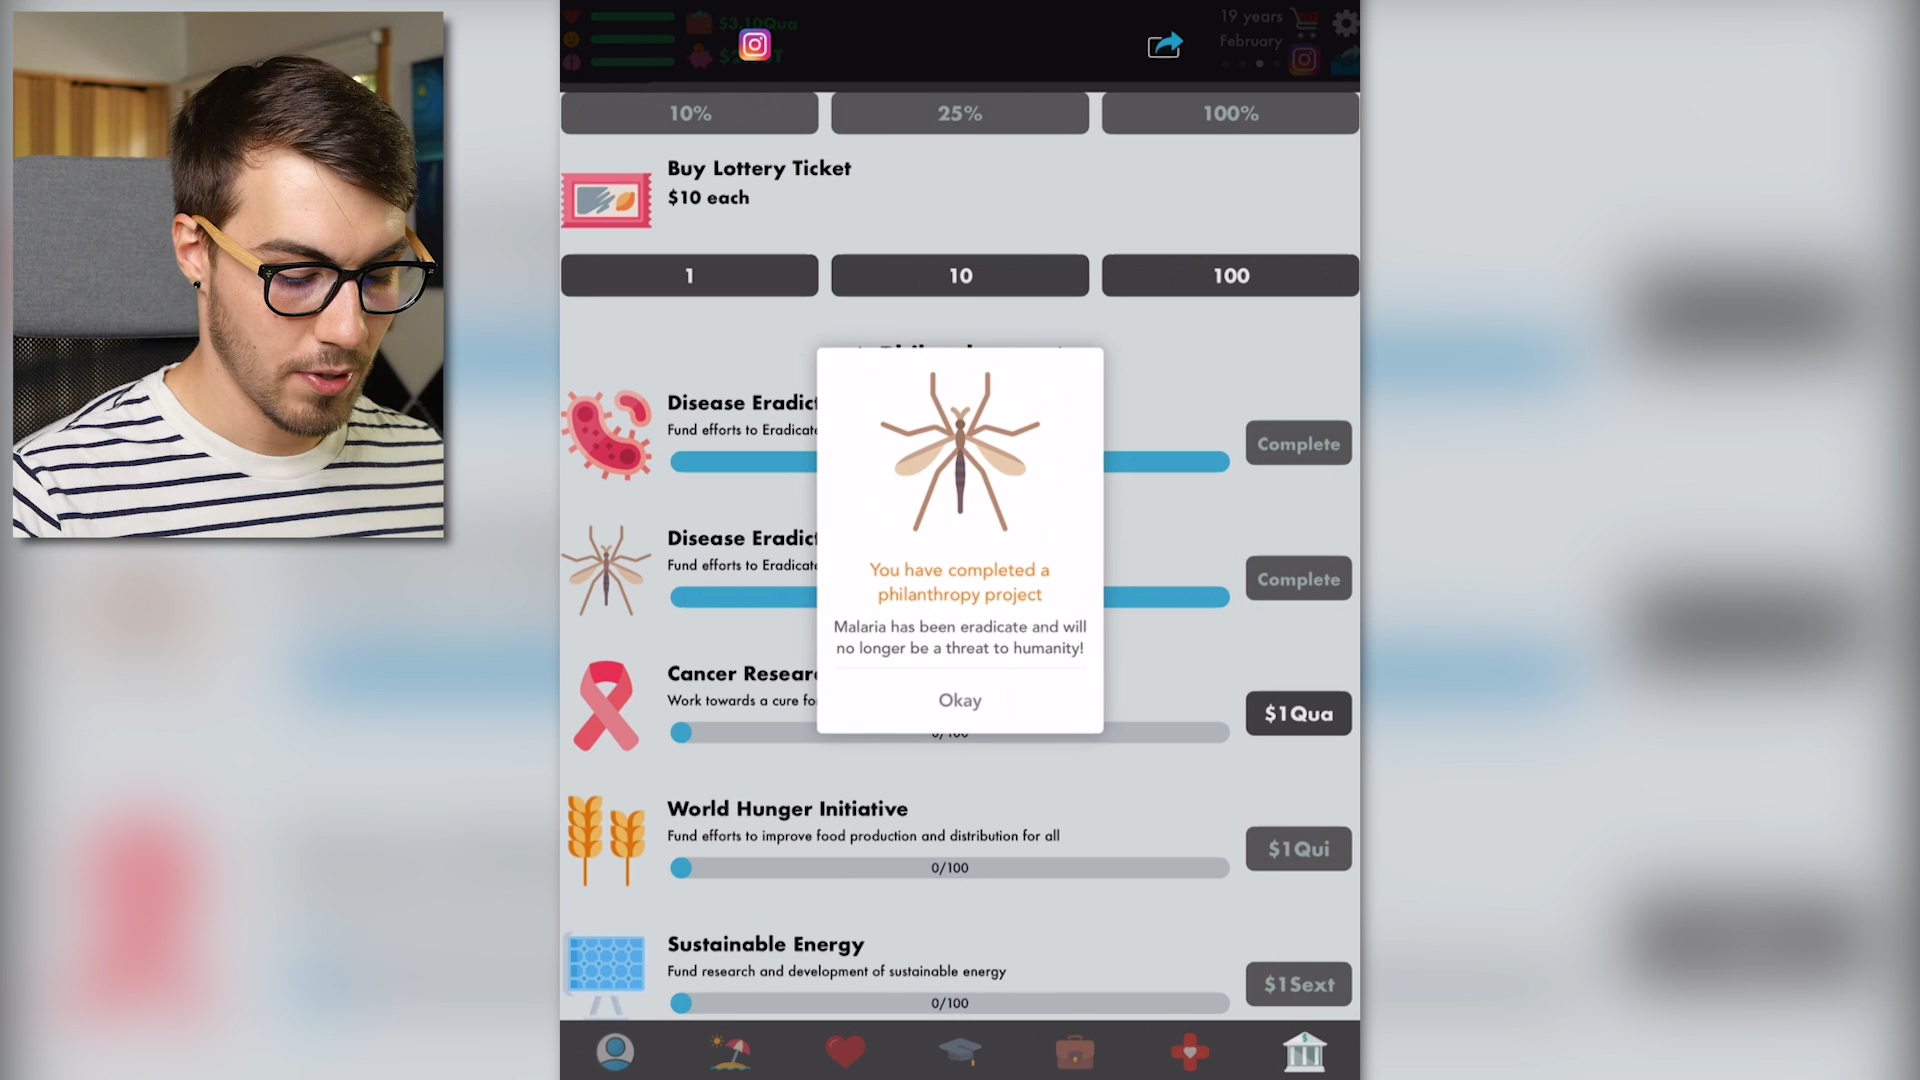 $3.10Qua
19 years
February
10%
25%
100%
Buy Lottery Ticket
$10 each
1
10
100
Disease Eradict
Fund efforts to Eradicate
Complete
Disease Eradict
Fund efforts to Eradicate
Complete
You have completed a
philanthropy project
Malaria has been eradicate and will
no longer be a threat to humanity!
Okay
Cancer Resear
Work towards a cure fo
$1Qua
World Hunger Initiative
Fund efforts to improve food production and distribution for all
0/100
$1Qui
Sustainable Energy
Fund research and development of sustainable energy
0/100
$1Sext